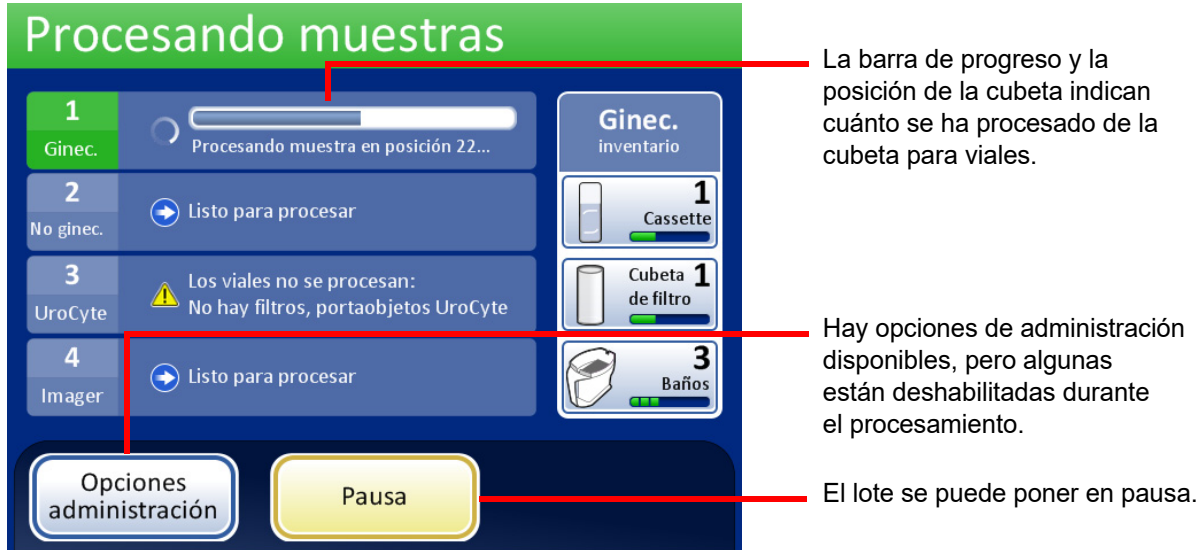 Procesando muestras
1
Ginec.
Procesando muestra en posición 22...
2
No ginec.
Listo para procesar
3
UroCyte
Los viales no se procesan:
No hay filtros, portaobjetos UroCyte
4
Imager
Listo para procesar
Ginec.
inventario
1
Cassette
Cubeta 1
de filtro
3
Baños
Opciones
administración
Pausa
La barra de progreso y la
posición de la cubeta indican
cuánto se ha procesado de la
cubeta para viales.
Hay opciones de administración
disponibles, pero algunas
están deshabilitadas durante
el procesamiento.
El lote se puede poner en pausa.